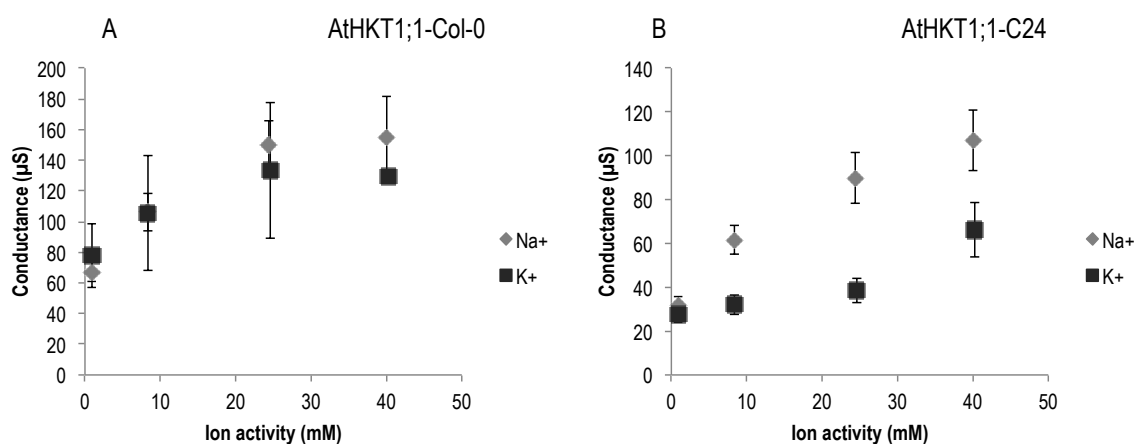 A AtHKT1;1-Col-0
200
180
160
140
120
100
80
60
40
20
0
Conductance (µS)
0 10 20 30 40 50
Ion activity (mM)
Na+
K+
B AtHKT1;1-C24
140
120
100
80
60
40
20
0
Conductance (µS)
0 10 20 30 40 50
Ion activity (mM)
Na+
K+